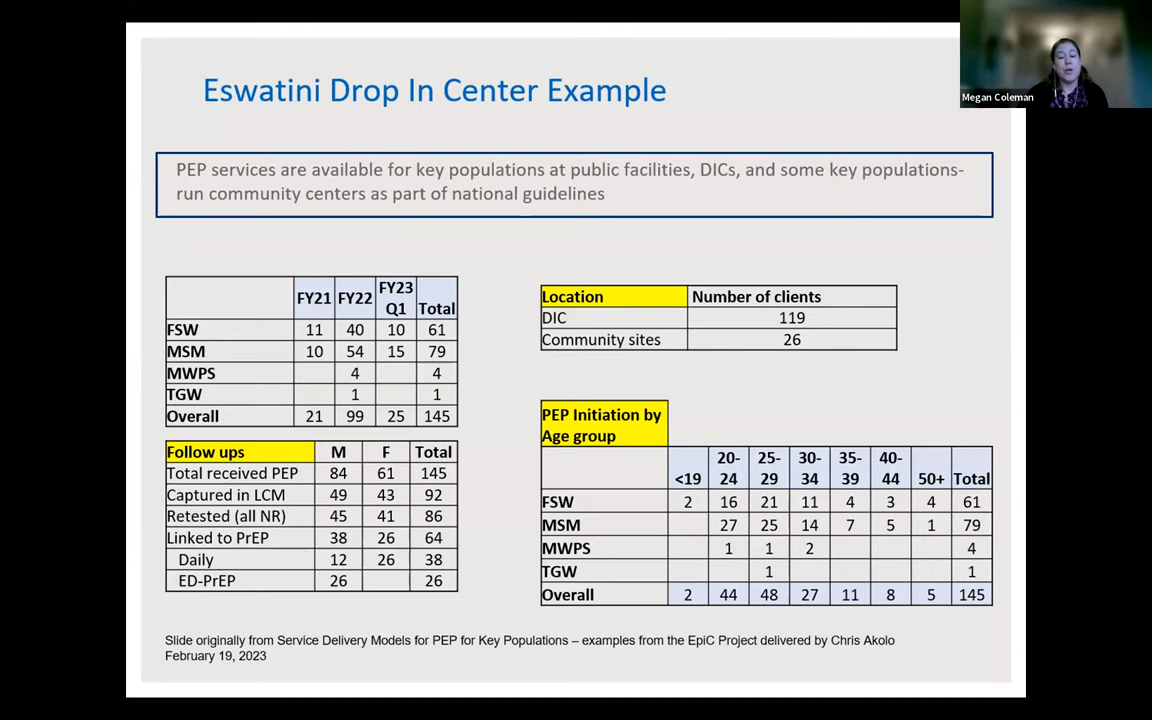 Megan Coleman
Eswatini Drop In Center Example
PEP services are available for key populations at public facilities, DICs, and some key populations-
run community centers as part of national guidelines
FY21 FY22 FY23 Q1 Total
FSW 11 40 10 61
MSM 10 54 15 79
MWPS 4 4
TGW 1 1
Overall 21 99 25 145
Follow ups M F Total
Total received PEP 84 61 145
Captured in LCM 49 43 92
Retested (all NR) 45 41 86
Linked to PrEP 38 26 64
Daily 12 26 38
ED-PrEP 26 26
Location Number of clients
DIC 119
Community sites 26
PEP Initiation by
Age group
<19 20-24 25-29 30-34 35-39 40-44 50+ Total
FSW 2 16 21 11 4 3 4 61
MSM 27 25 14 7 5 1 79
MWPS 1 1 2 4
TGW 1 1
Overall 2 44 48 27 11 8 5 145
Slide originally from Service Delivery Models for PEP for Key Populations – examples from the EpiC Project delivered by Chris Akolo
February 19, 2023